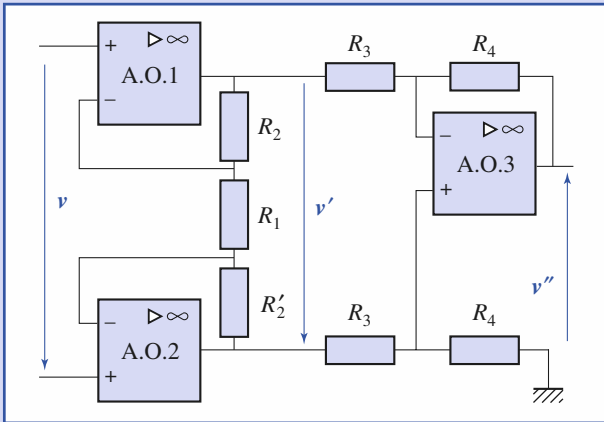 + ▷ ∞ R₃ R₄
A.O.1
−
R₂
− ▷ ∞
A.O.3
+
v R₁ v′
v″
− ▷ ∞ R′₂ R₃ R₄
A.O.2
+